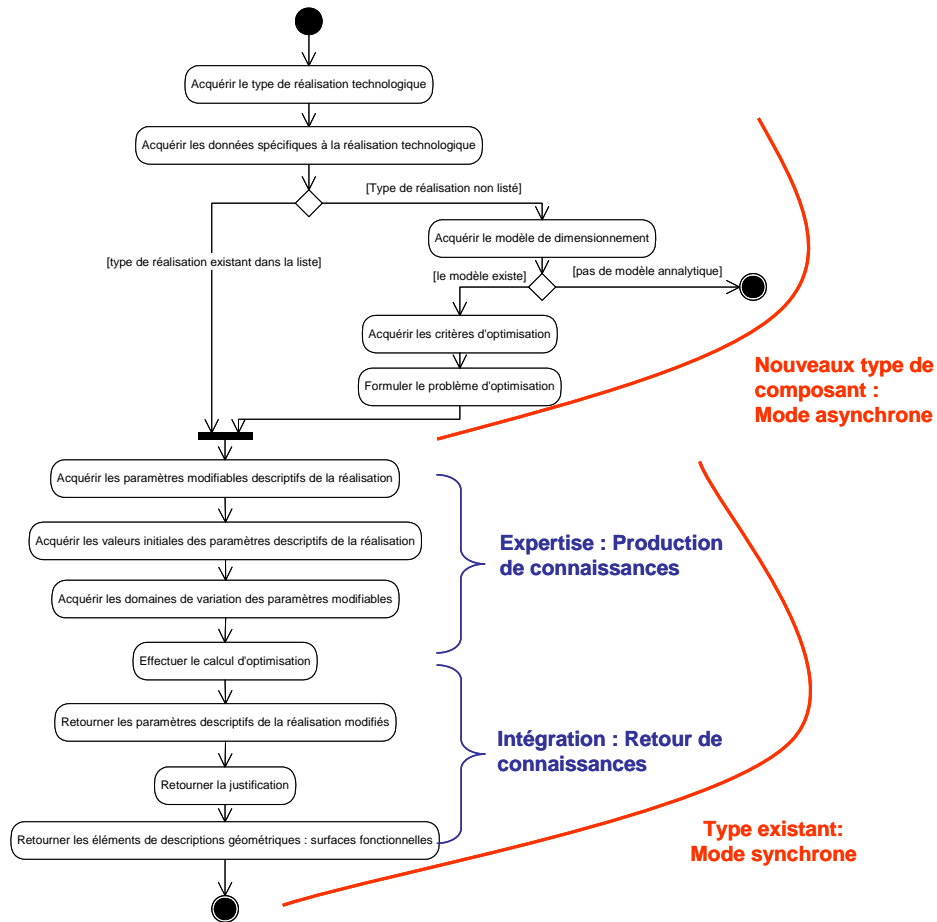 Acquérir le type de réalisation technologique
Acquérir les données spécifiques à la réalisation technologique
[Type de réalisation non listé]
Acquérir le modèle de dimensionnement
[type de réalisation existant dans la liste]
[le modèle existe]
[pas de modèle annalytique]
Acquérir les critères d'optimisation
Formuler le problème d'optimisation
Nouveaux type de
composant :
Mode asynchrone
Acquérir les paramètres modifiables descriptifs de la réalisation
Acquérir les valeurs initiales des paramètres descriptifs de la réalisation
Acquérir les domaines de variation des paramètres modifiables
Expertise : Production
de connaissances
Effectuer le calcul d'optimisation
Retourner les paramètres descriptifs de la réalisation modifiés
Retourner la justification
Retourner les éléments de descriptions géométriques : surfaces fonctionnelles
Intégration : Retour de
connaissances
Type existant:
Mode synchrone